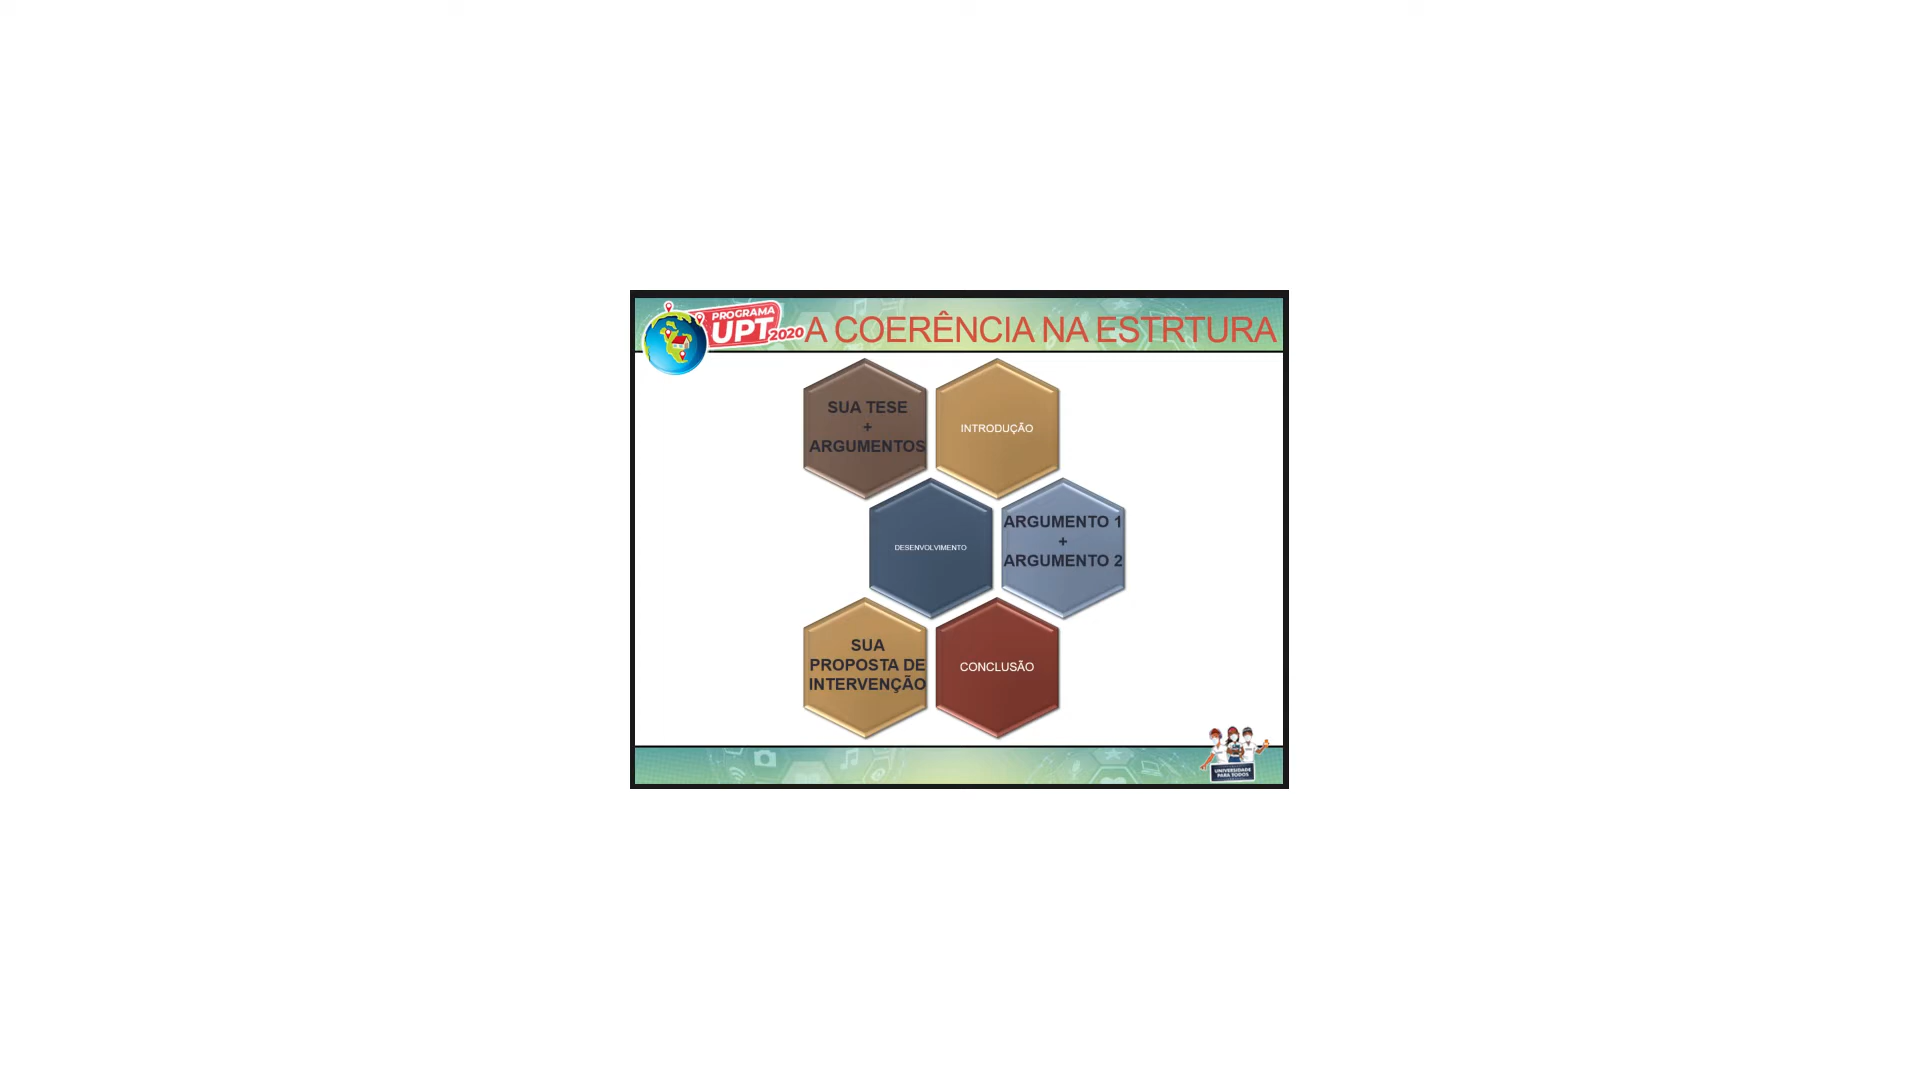 PROGRAMA
UPT 2020
A COERÊNCIA NA ESTRTURA
SUA TESE
+
ARGUMENTOS
INTRODUÇÃO
DESENVOLVIMENTO
ARGUMENTO 1
+
ARGUMENTO 2
SUA
PROPOSTA DE
INTERVENÇÃO
CONCLUSÃO
UNIVERSIDADE
PARA TODOS